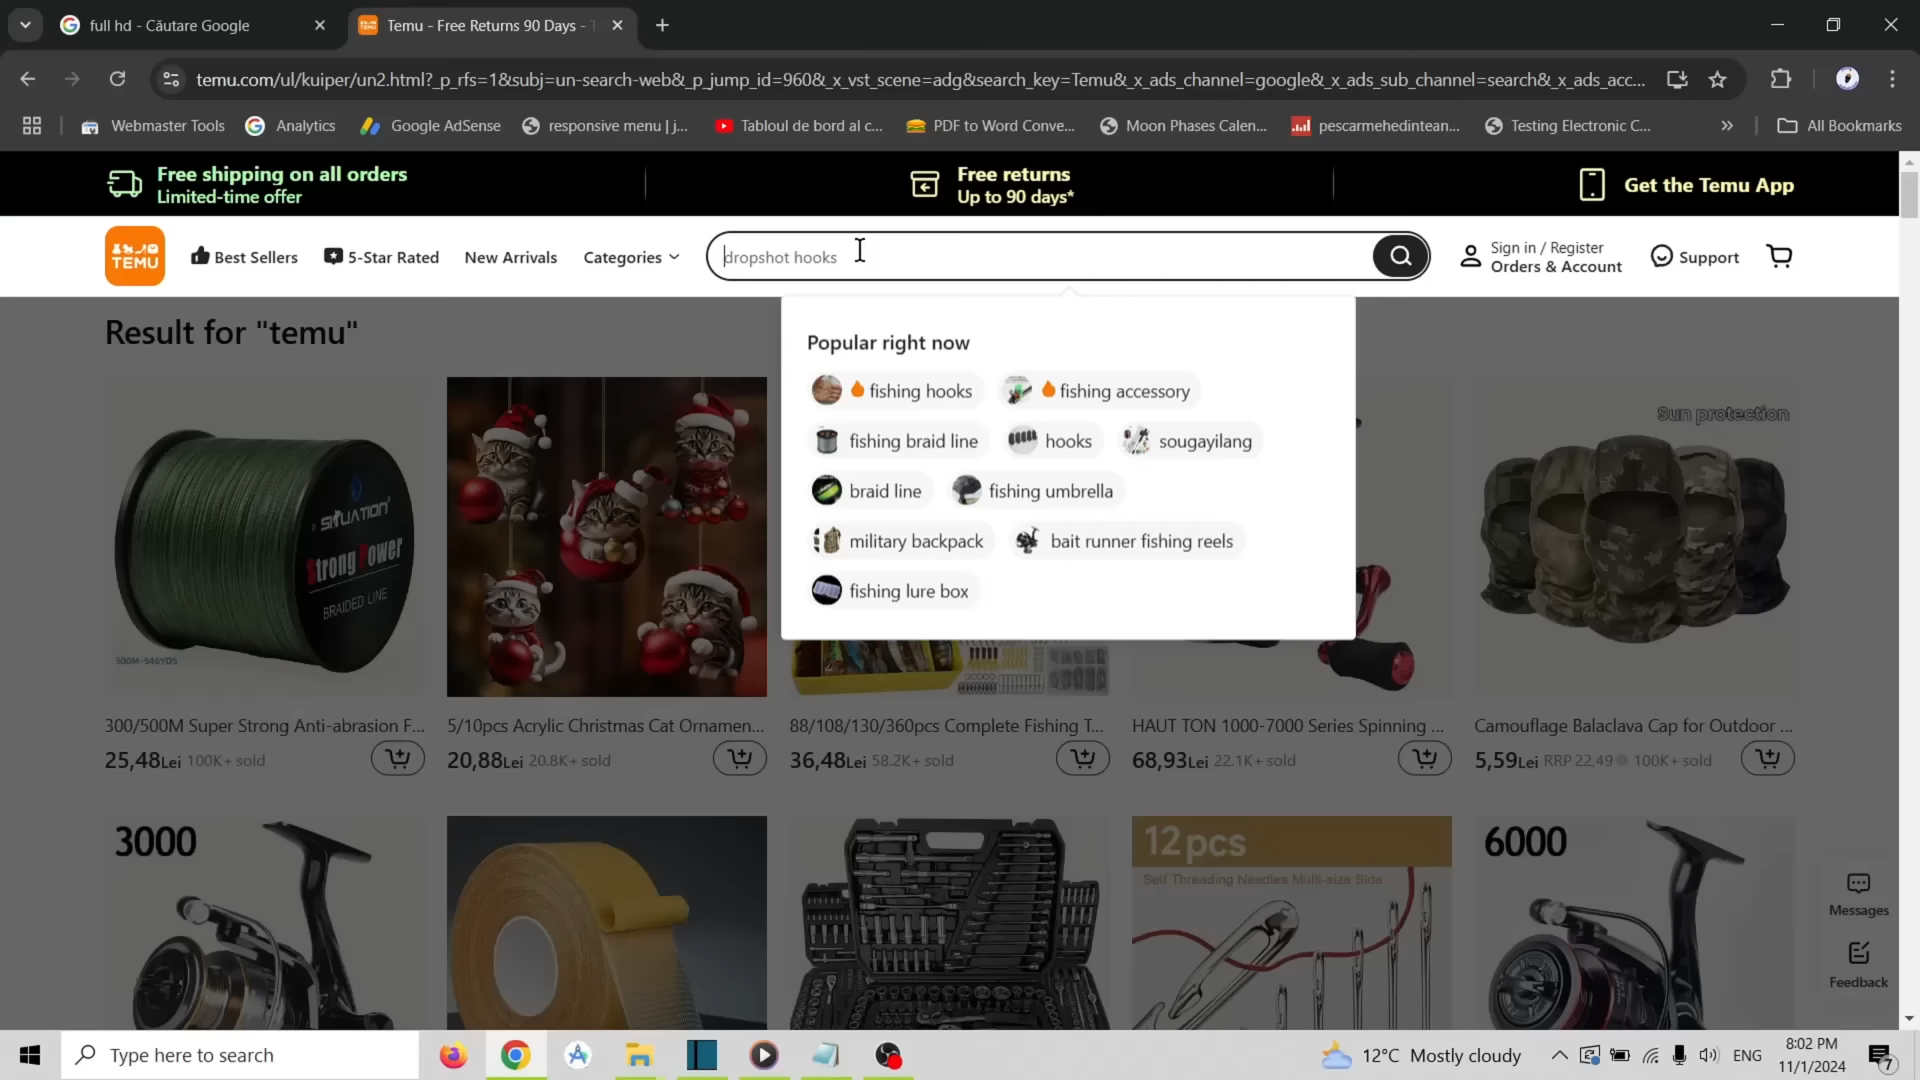 full hd - Căutare Google
Temu - Free Returns 90 Days -
temu.com/ul/kuiper/un2.html?_p_rfs=1&subj=un-search-web&_p_jump_id=960&_x_vst_scene=adg&search_key=Temu&_x_ads_channel=google&_x_ads_sub_channel=search&_x_ads_acc...
Webmaster Tools
Analytics
Google AdSense
responsive menu | j...
Tabloul de bord al c...
PDF to Word Conve...
Moon Phases Calen...
pescarmehedintean...
Testing Electronic C...
All Bookmarks
Free shipping on all orders
Limited-time offer
Free returns
Up to 90 days*
Get the Temu App
TEMU
Best Sellers
5-Star Rated
New Arrivals
Categories
dropshot hooks
Sign in / Register
Orders & Account
Support
Result for "temu"
Popular right now
fishing hooks
fishing accessory
fishing braid line
hooks
sougayilang
braid line
fishing umbrella
military backpack
bait runner fishing reels
fishing lure box
SIKUATION
Strong Power
BRAIDED LINE
500M-546YDS
Sun protection
300/500M Super Strong Anti-abrasion F...
25,48Lei 100K+ sold
5/10pcs Acrylic Christmas Cat Ornamen...
20,88Lei 20.8K+ sold
88/108/130/360pcs Complete Fishing T...
36,48Lei 58.2K+ sold
HAUT TON 1000-7000 Series Spinning ...
68,93Lei 22.1K+ sold
Camouflage Balaclava Cap for Outdoor ...
5,59Lei RRP 22,49 100K+ sold
3000
12pcs
Self Threading Needles Multi-size Side
6000
Messages
Feedback
Type here to search
12°C Mostly cloudy
ENG
8:02 PM
11/1/2024
7